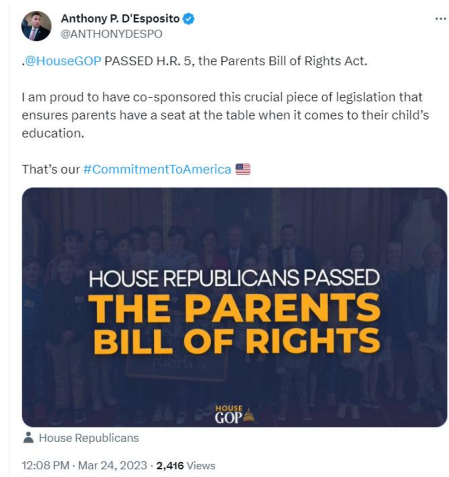 Anthony P. D'Esposito
@ANTHONYDESPO
.@HouseGOP PASSED H.R. 5, the Parents Bill of Rights Act.
I am proud to have co-sponsored this crucial piece of legislation that
ensures parents have a seat at the table when it comes to their child's
education.
That's our #CommitmentToAmerica 🇺🇸
HOUSE REPUBLICANS PASSED
THE PARENTS
BILL OF RIGHTS
RIGHTS
HOUSE
GOP
House Republicans
12:08 PM · Mar 24, 2023 · 2,416 Views